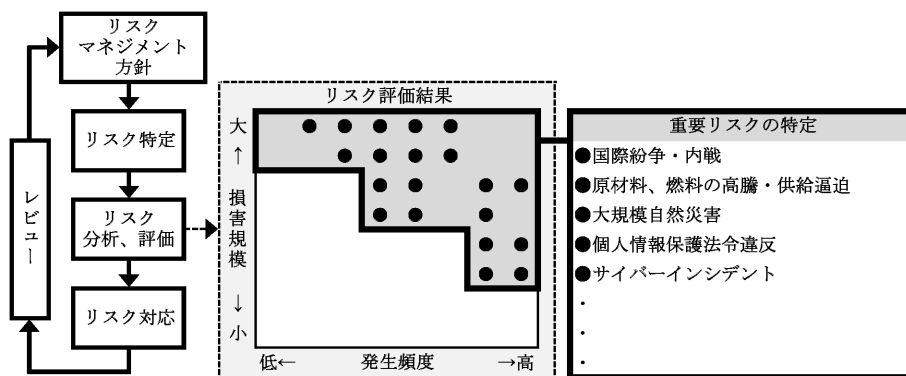 リスク
マネジメント
方針
リスク特定
リスク
分析、評価
リスク対応
レビュー
リスク評価結果
大
↑
損害規模
↓
小
低← 発生頻度 →高
重要リスクの特定
●国際紛争・内戦
●原材料、燃料の高騰・供給逼迫
●大規模自然災害
●個人情報保護法令違反
●サイバーインシデント
・
・
・